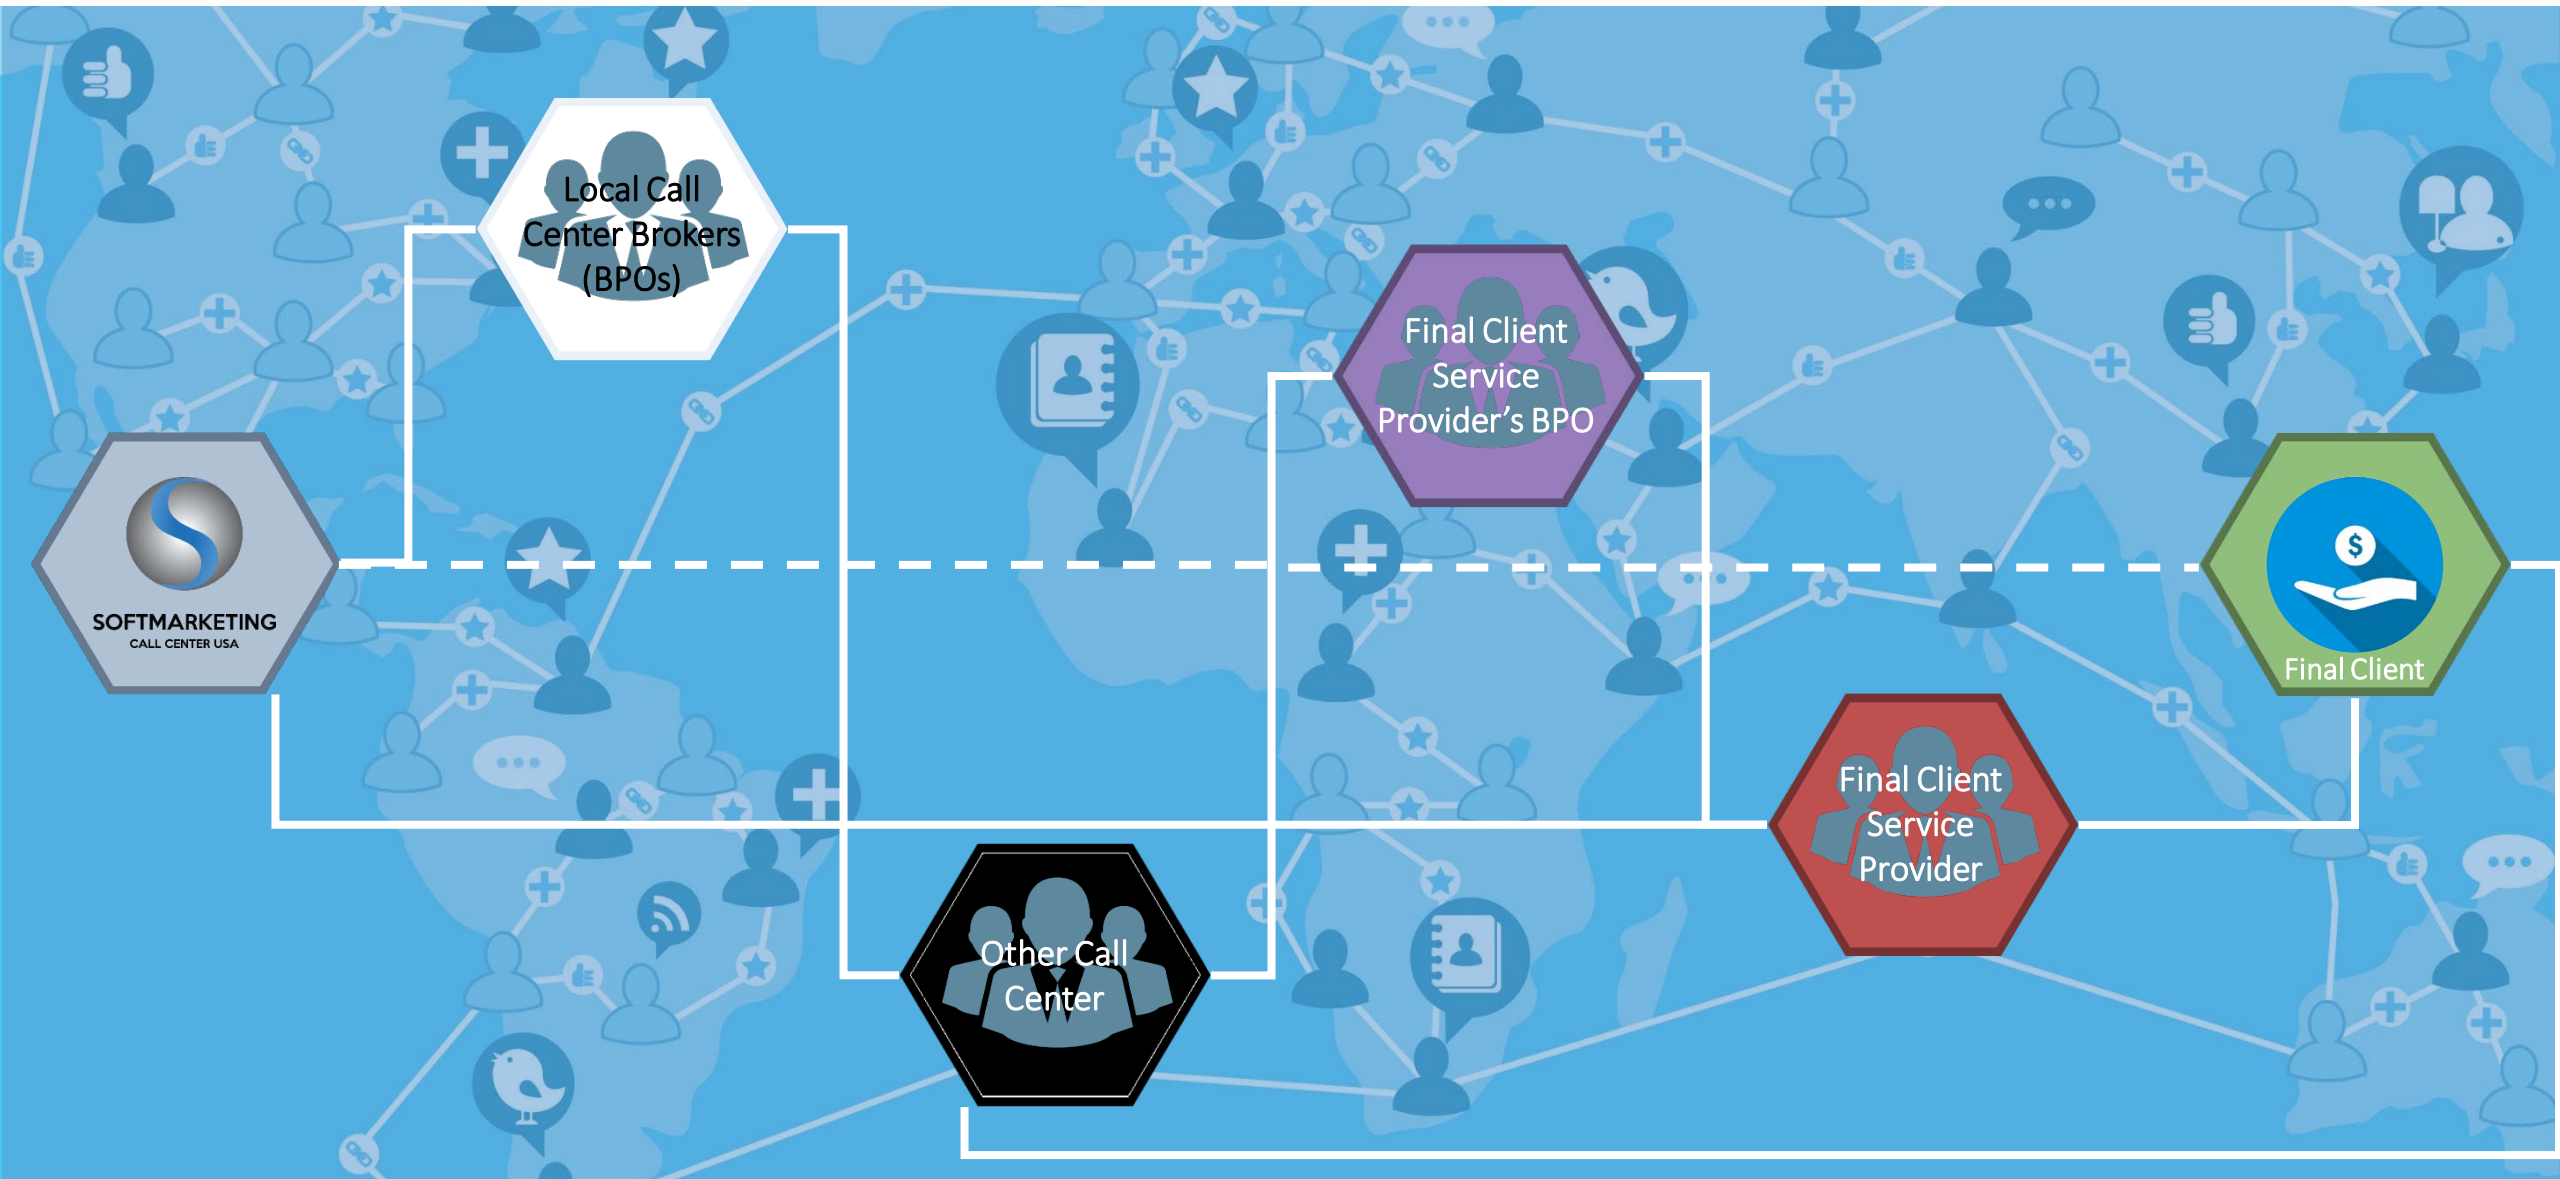 Local Call
Center Brokers
(BPOs)
Final Client
Service
Provider’s BPO
SOFTMARKETING
CALL CENTER USA
$
Final Client
Final Client
Service
Provider
Other Call
Center